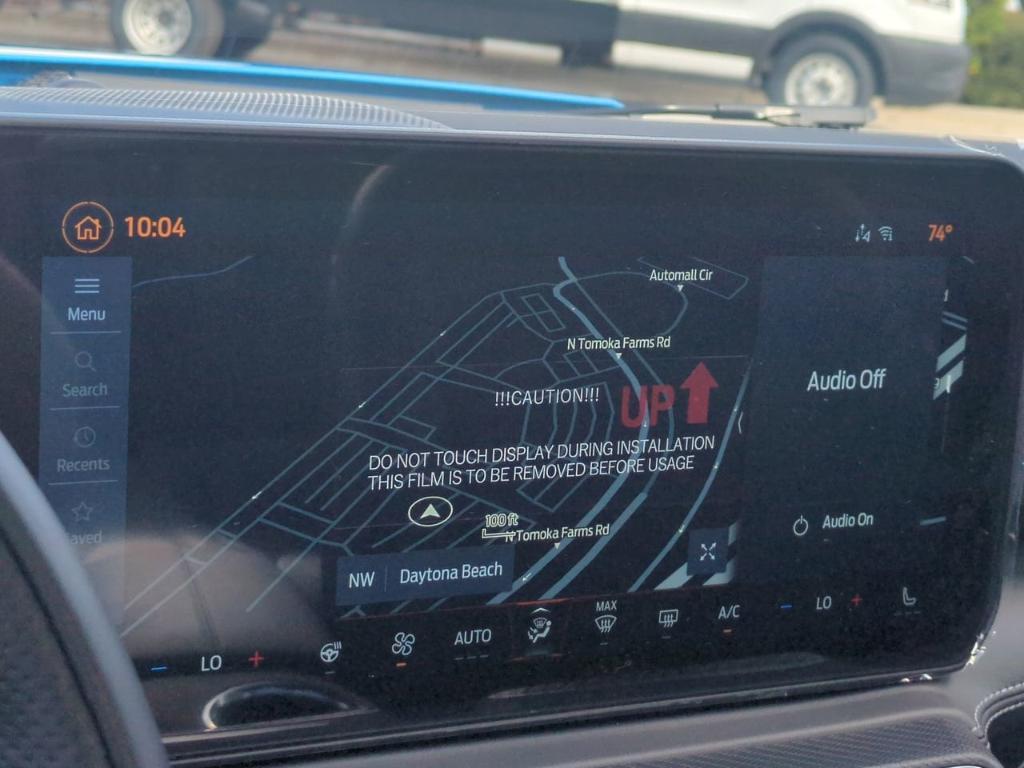 10:04
74°
Menu
Search
Recents
Automall Cir
N Tomoka Farms Rd
!!!CAUTION!!!
UP
DO NOT TOUCH DISPLAY DURING INSTALLATION
THIS FILM IS TO BE REMOVED BEFORE USAGE
Audio Off
Audio On
100 ft
N Tomoka Farms Rd
NW
Daytona Beach
- LO +
AUTO
MAX
A/C
- LO +